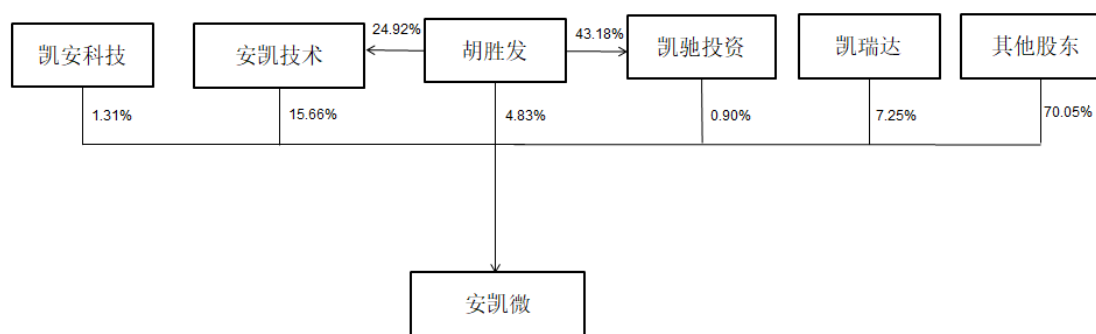 24.92%
43.18%
凯安科技
安凯技术
胡胜发
凯驰投资
凯瑞达
其他股东
1.31%
15.66%
4.83%
0.90%
7.25%
70.05%
安凯微